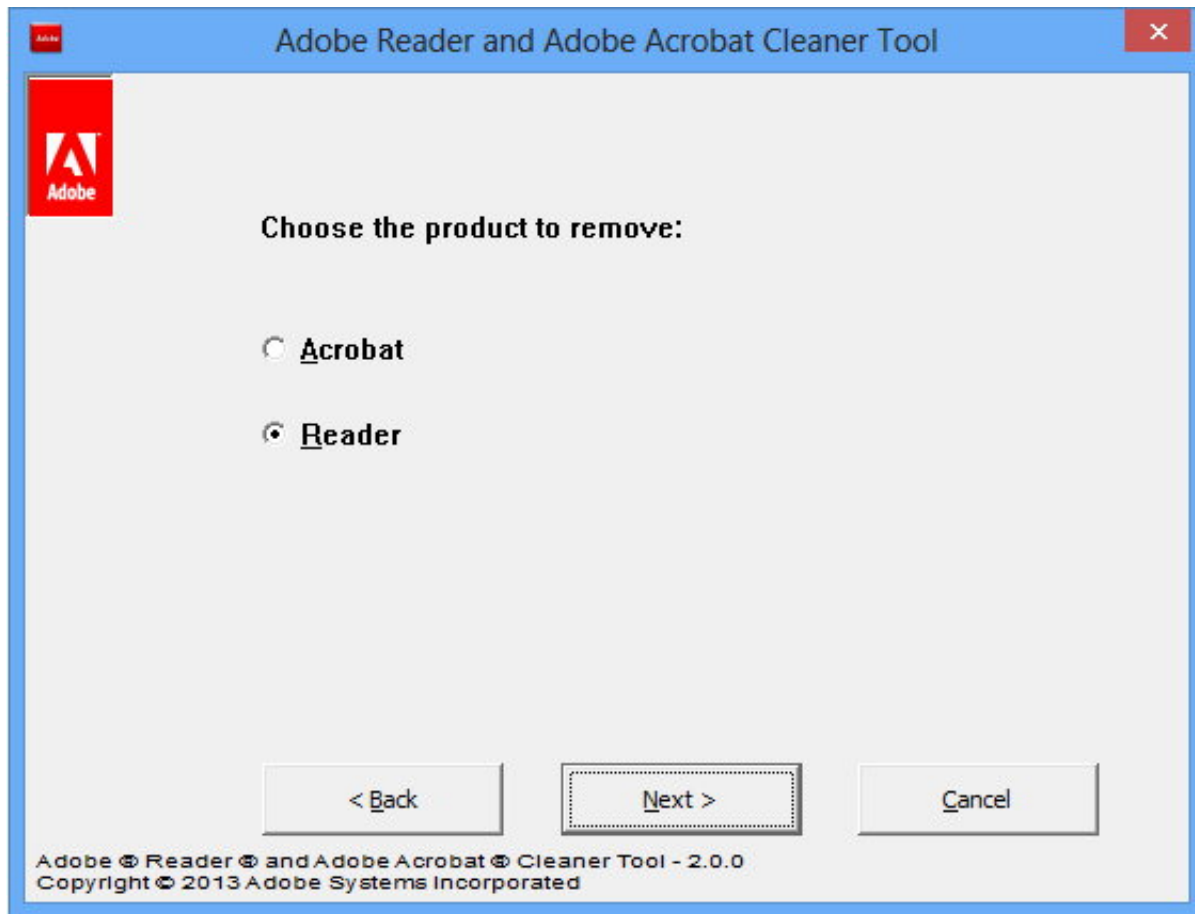 Adobe Reader and Adobe Acrobat Cleaner Tool
Adobe
Choose the product to remove:
Acrobat
Reader
< Back
Next >
Cancel
Adobe ® Reader ® and Adobe Acrobat ® Cleaner Tool - 2.0.0
Copyright © 2013 Adobe Systems Incorporated